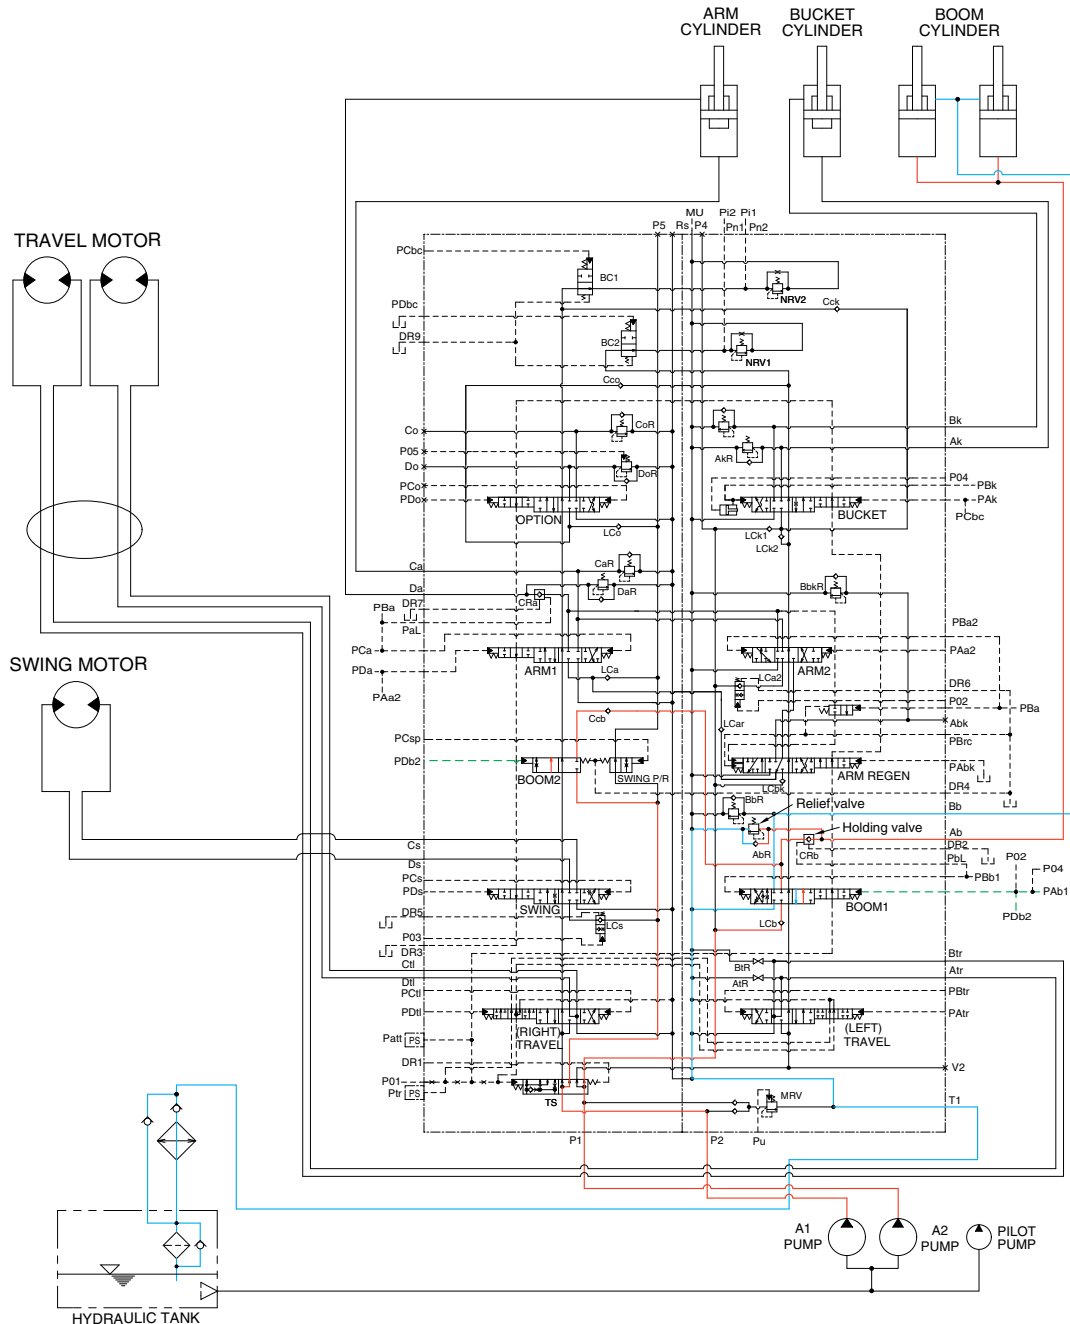 ARM
CYLINDER
BUCKET
CYLINDER
BOOM
CYLINDER
TRAVEL MOTOR
MU
Pi2
Pi1
P5
Rs
P4
Pn1
Pn2
PCbc
BC1
NRV2
Cck
PDbc
DR9
BC2
NRV1
Cco
Co
CoR
Bk
P05
Ak
Do
DoR
AkR
P04
PCo
PBk
PDo
PAk
OPTION
BUCKET
PCbc
LCo
LCk1
LCk2
Ca
CaR
BbkR
Da
DaR
PBa
DR7
CRa
PBa2
PaL
PCa
PAa2
PDa
ARM1
ARM2
LCa
LCa2
DR6
PAa2
P02
PBa
SWING MOTOR
Ccb
LCar
Abk
PCsp
PBrc
PDb2
PAbk
BOOM2
SWING P/R
ARM REGEN
LCbk
DR4
BbR
Relief valve
Bb
Holding valve
Ab
Cs
AbR
CRb
DR2
PbL
P02
Ds
PCs
PBb1
P04
PDs
PAb1
SWING
BOOM1
DR5
LCs
PDb2
LCb
P03
DR3
Btr
Ctl
BtR
Atr
Dtl
AtR
PCtl
PBtr
PDtl
PAtr
(RIGHT)
TRAVEL
(LEFT)
TRAVEL
Patt
PS
DR1
V2
P01
Ptr
PS
TS
MRV
T1
P1
P2
Pu
A1
PUMP
A2
PUMP
PILOT
PUMP
HYDRAULIC TANK